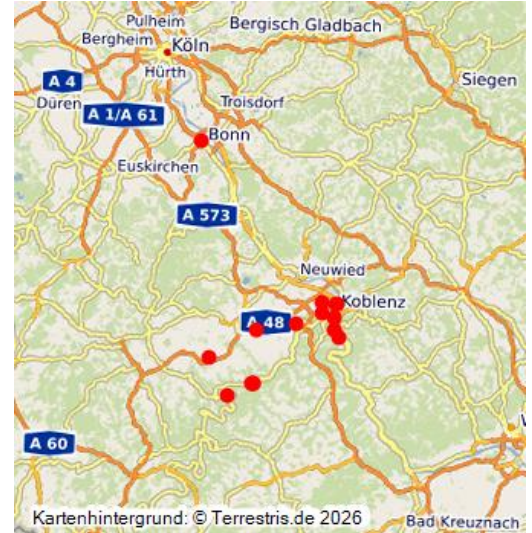 Pulheim
Bergisch Gladbach
Bergheim
Köln
Siegen
A 4
Hürth
Düren
Troisdorf
A 1/A 61
Bonn
Euskirchen
A 573
Neuwied
Koblenz
A 48
A 60
W
Bad Kreuznach
Kartenhintergrund: © Terrestris.de 2026